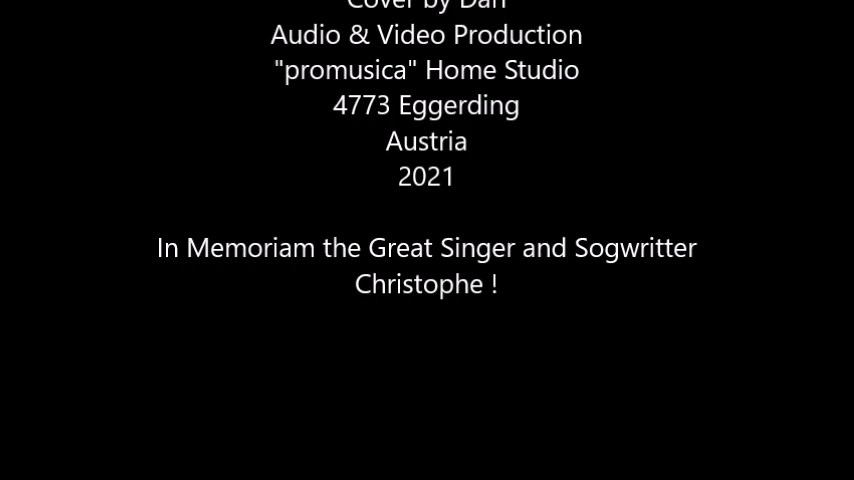 Cover by Dan
Audio & Video Production
"promusica" Home Studio
4773 Eggerding
Austria
2021
In Memoriam the Great Singer and Sogwritter
Christophe !